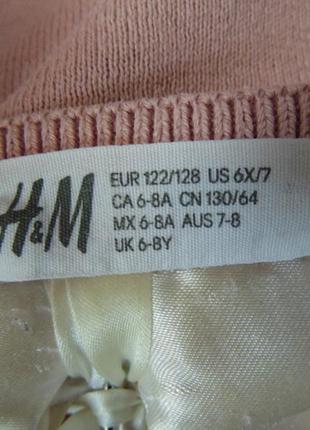 H&M
EUR 122/128 US 6X/7
CA 6-8A CN 130/64
MX 6-8A AUS 7-8
UK 6-8Y